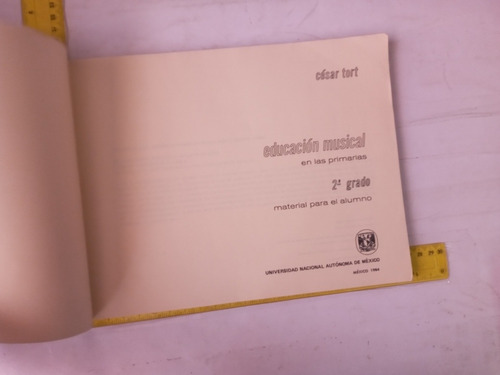 césar tort
educación musical
en las primarias
2º grado
material para el alumno
UNIVERSIDAD NACIONAL AUTÓNOMA DE MÉXICO
MÉXICO 1984